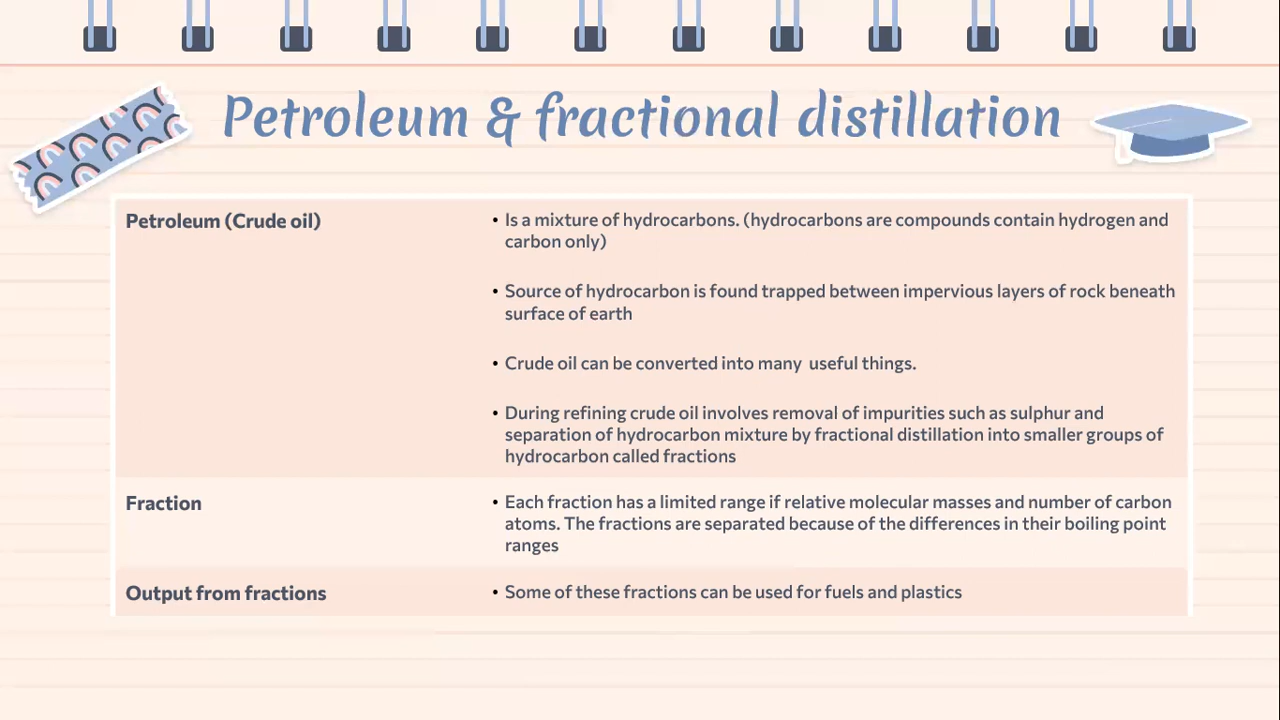 Petroleum & fractional distillation
Petroleum (Crude oil)
• Is a mixture of hydrocarbons. (hydrocarbons are compounds contain hydrogen and
carbon only)
• Source of hydrocarbon is found trapped between impervious layers of rock beneath
surface of earth
• Crude oil can be converted into many  useful things.
• During refining crude oil involves removal of impurities such as sulphur and
separation of hydrocarbon mixture by fractional distillation into smaller groups of
hydrocarbon called fractions
Fraction
• Each fraction has a limited range if relative molecular masses and number of carbon
atoms. The fractions are separated because of the differences in their boiling point
ranges
Output from fractions
• Some of these fractions can be used for fuels and plastics